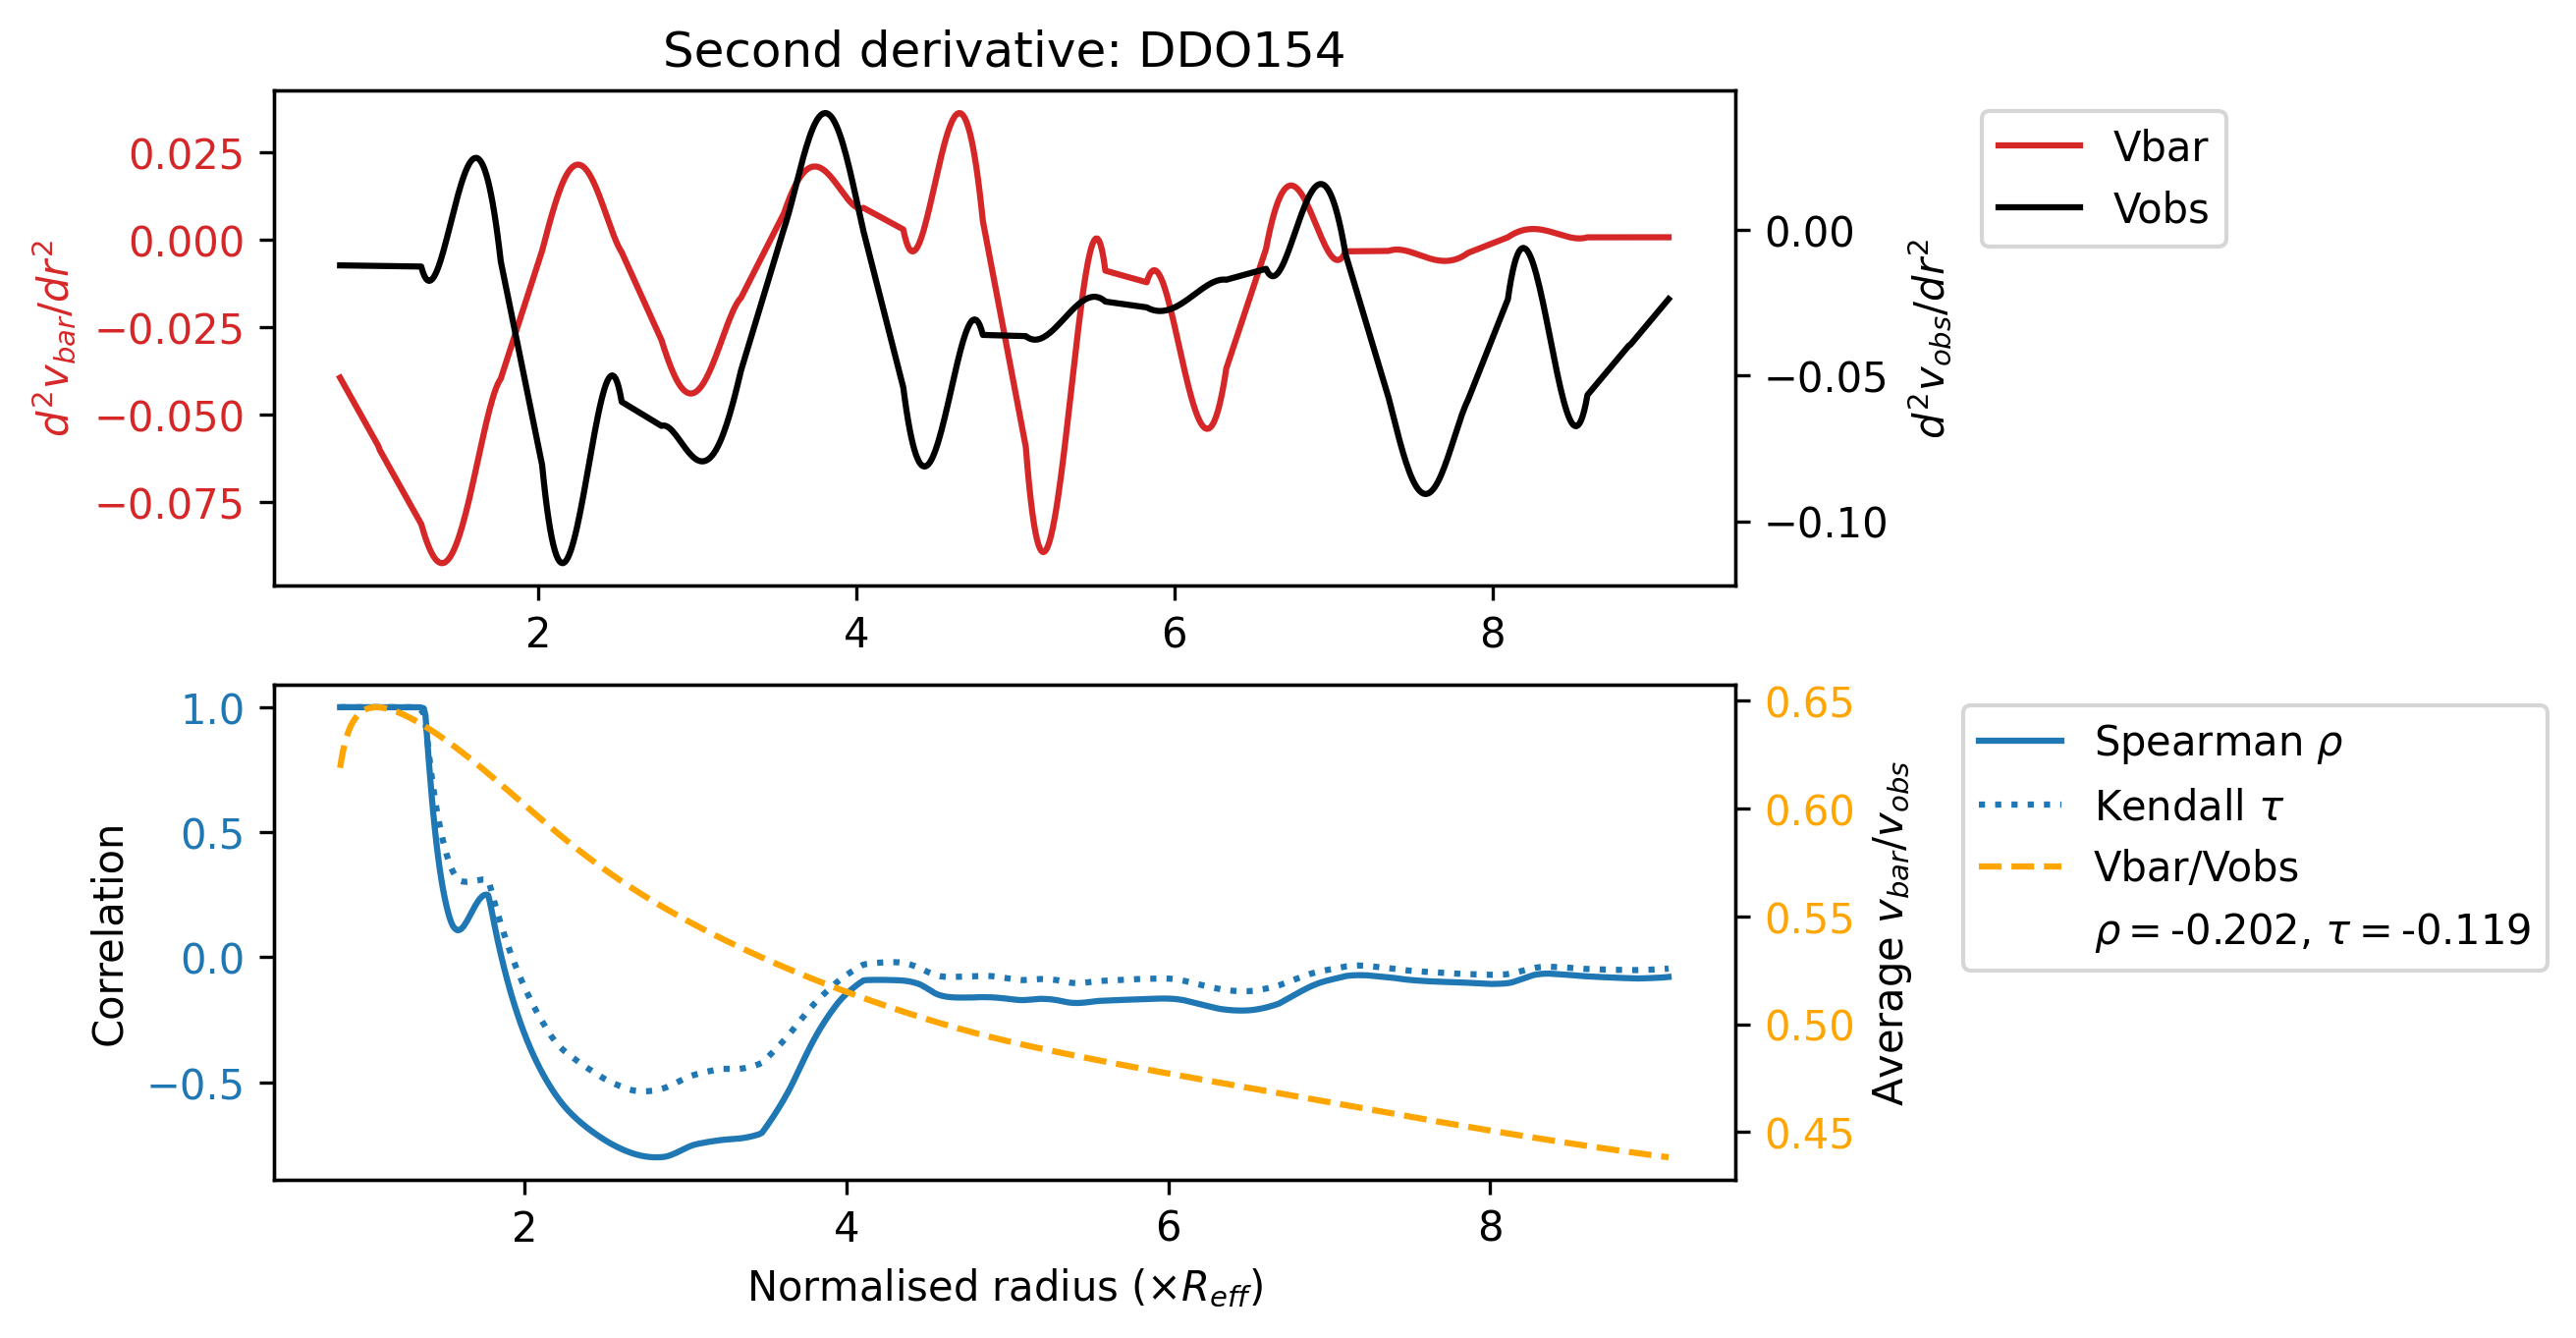 Second derivative: DDO154
d²v_bar/dr²
0.025
0.000
−0.025
−0.050
−0.075
0.00
−0.05
−0.10
d²v_obs/dr²
2 4 6 8
Vbar
Vobs
Correlation
1.0
0.5
0.0
−0.5
0.65
0.60
0.55
0.50
0.45
Average v_bar/v_obs
2 4 6 8
Normalised radius (×R_eff)
Spearman ρ
Kendall τ
Vbar/Vobs
ρ = -0.202, τ = -0.119